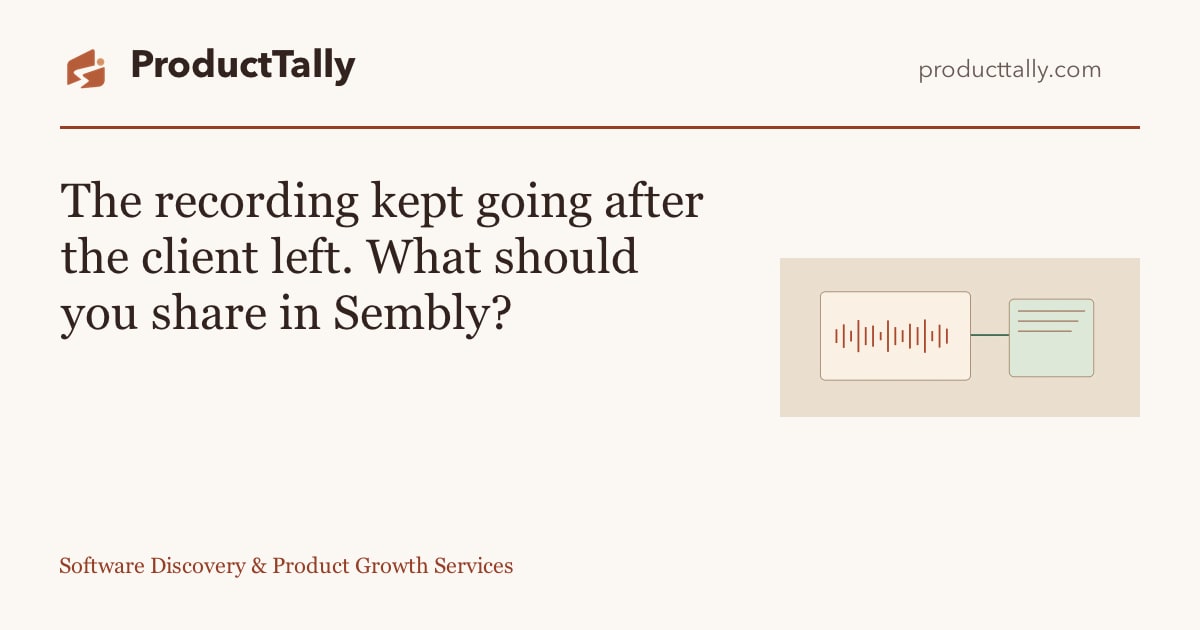 ProductTally
producttally.com
The recording kept going after
the client left. What should
you share in Sembly?
Software Discovery & Product Growth Services